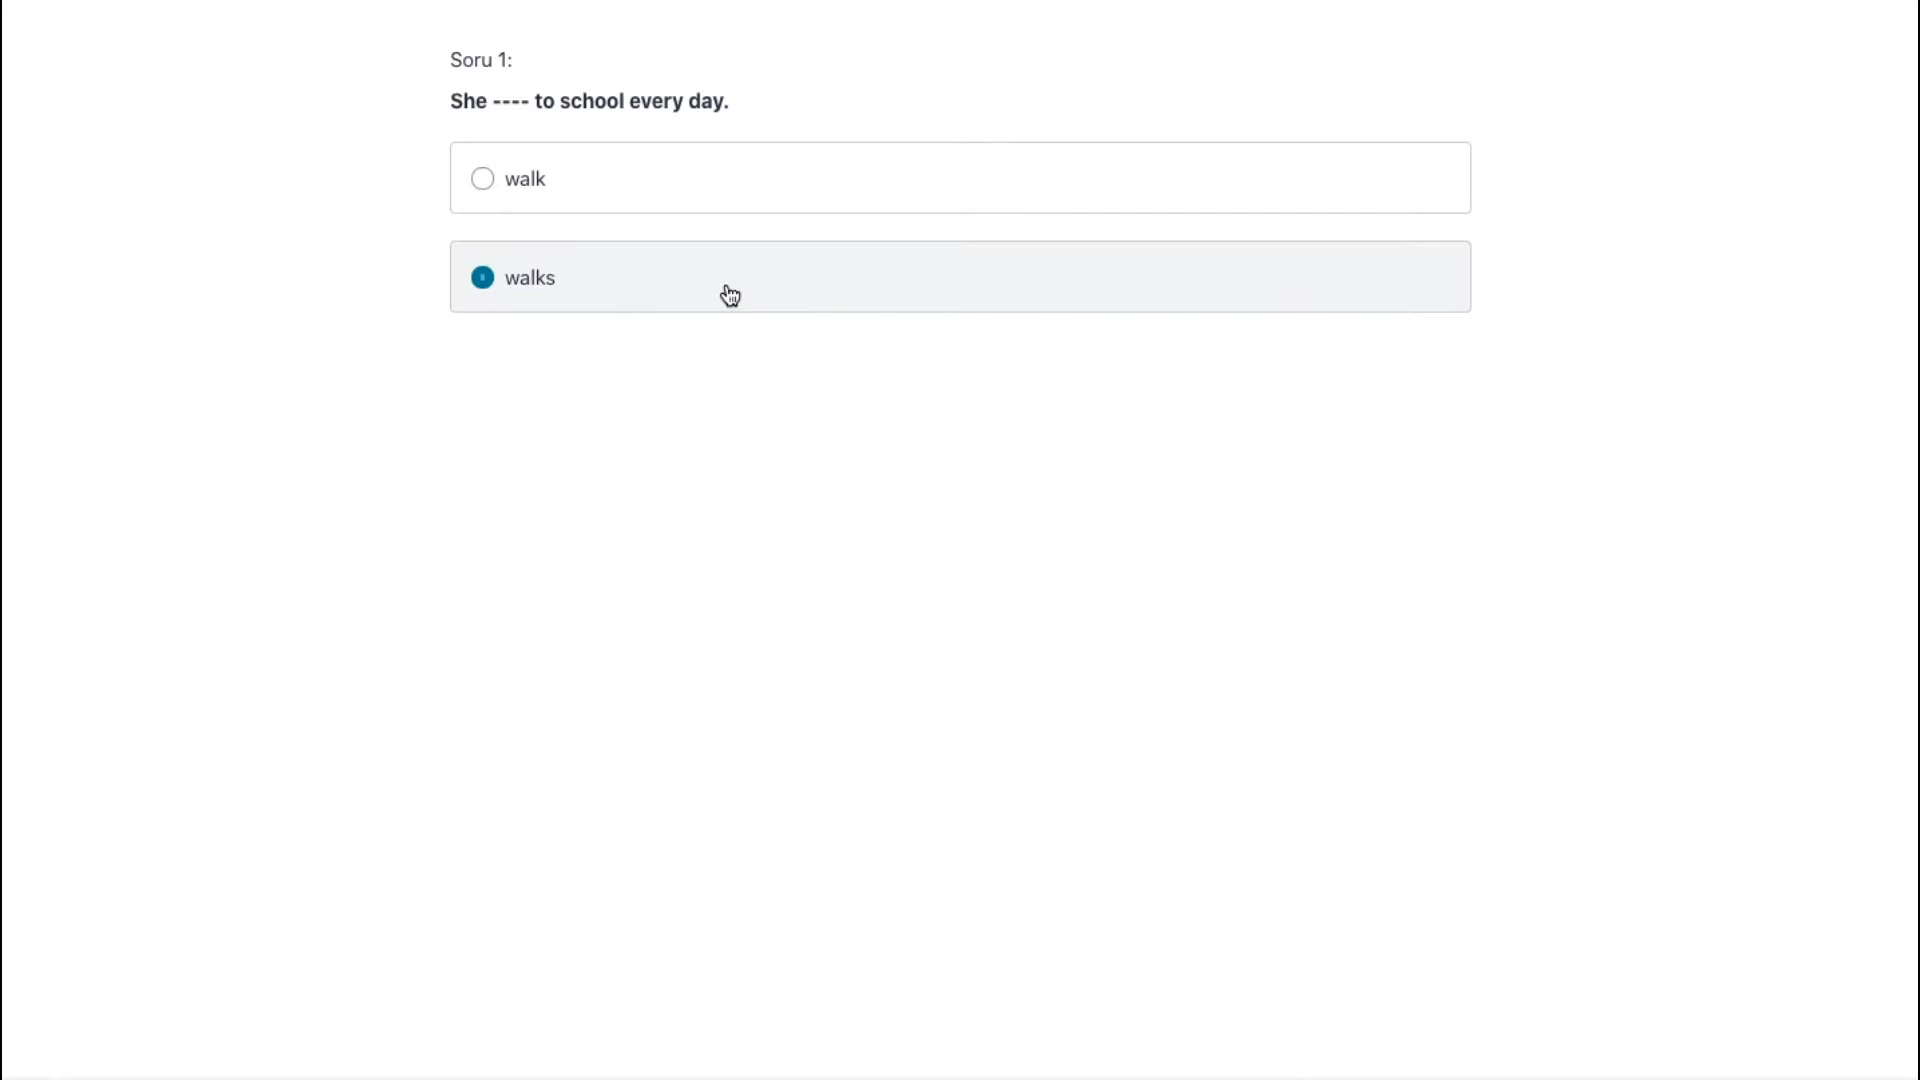 Soru 1:
She ---- to school every day.
walk
walks